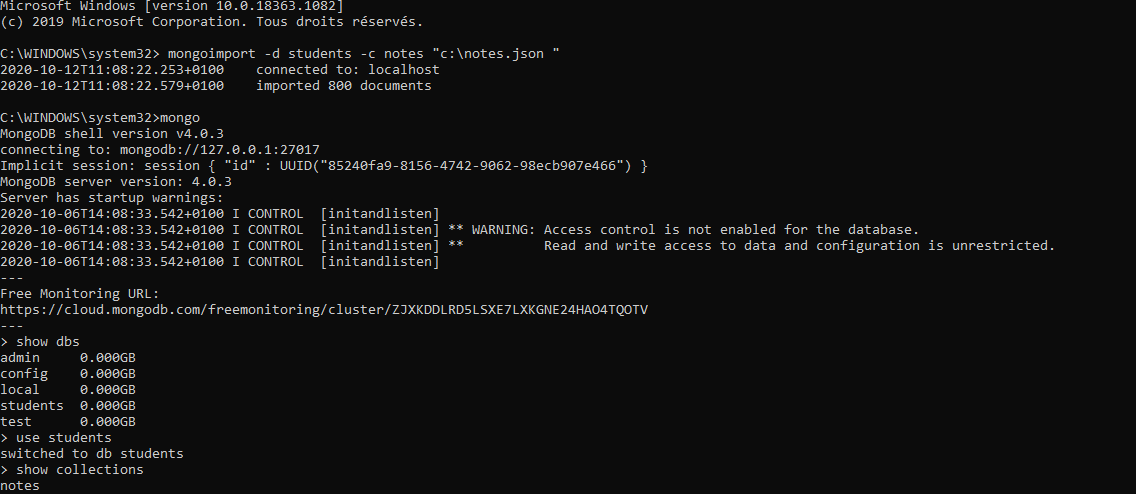 Microsoft Windows [version 10.0.18363.1082]
(c) 2019 Microsoft Corporation. Tous droits réservés.
C:\WINDOWS\system32> mongoimport -d students -c notes "c:\notes.json "
2020-10-12T11:08:22.253+0100    connected to: localhost
2020-10-12T11:08:22.579+0100    imported 800 documents
C:\WINDOWS\system32>mongo
MongoDB shell version v4.0.3
connecting to: mongodb://127.0.0.1:27017
Implicit session: session { "id" : UUID("85240fa9-8156-4742-9062-98ecb907e466") }
MongoDB server version: 4.0.3
Server has startup warnings:
2020-10-06T14:08:33.542+0100 I CONTROL  [initandlisten]
2020-10-06T14:08:33.542+0100 I CONTROL  [initandlisten] ** WARNING: Access control is not enabled for the database.
2020-10-06T14:08:33.542+0100 I CONTROL  [initandlisten] **          Read and write access to data and configuration is unrestricted.
2020-10-06T14:08:33.542+0100 I CONTROL  [initandlisten]
---
Free Monitoring URL:
https://cloud.mongodb.com/freemonitoring/cluster/ZJXKDDLRD5LSXE7LXKGNE24HAO4TQOTV
---
> show dbs
admin     0.000GB
config    0.000GB
local     0.000GB
students  0.000GB
test      0.000GB
> use students
switched to db students
> show collections
notes